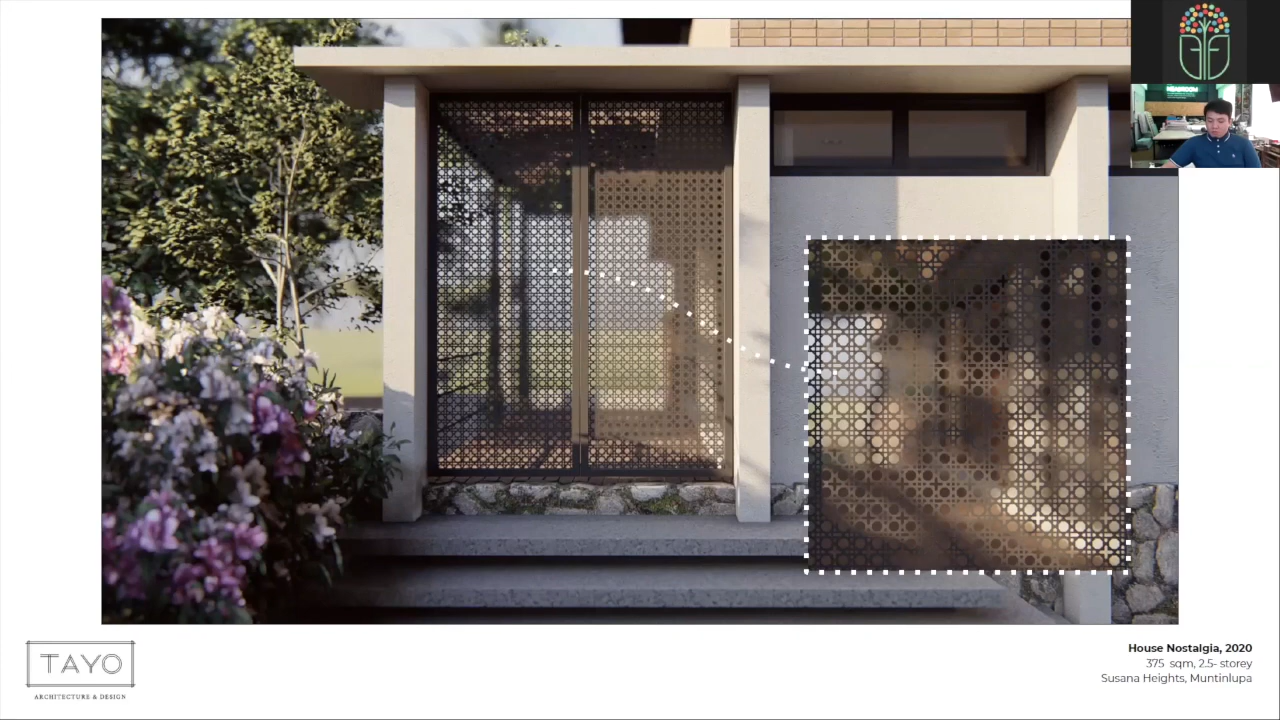 TAYO
ARCHITECTURE & DESIGN
House Nostalgia, 2020
375 sqm, 2.5- storey
Susana Heights, Muntinlupa